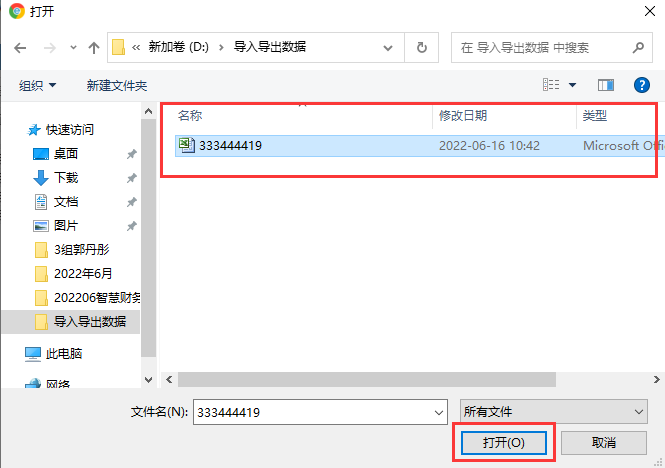 打开
« 新加卷 (D:) › 导入导出数据
在 导入导出数据 中搜索
组织 新建文件夹
名称 修改日期 类型
快速访问
桌面
下载
文档
图片
3组郭丹彤
2022年6月
202206智慧财务
导入导出数据
此电脑
网络
333444419 2022-06-16 10:42 Microsoft Offi
文件名(N): 333444419 所有文件
打开(O) 取消